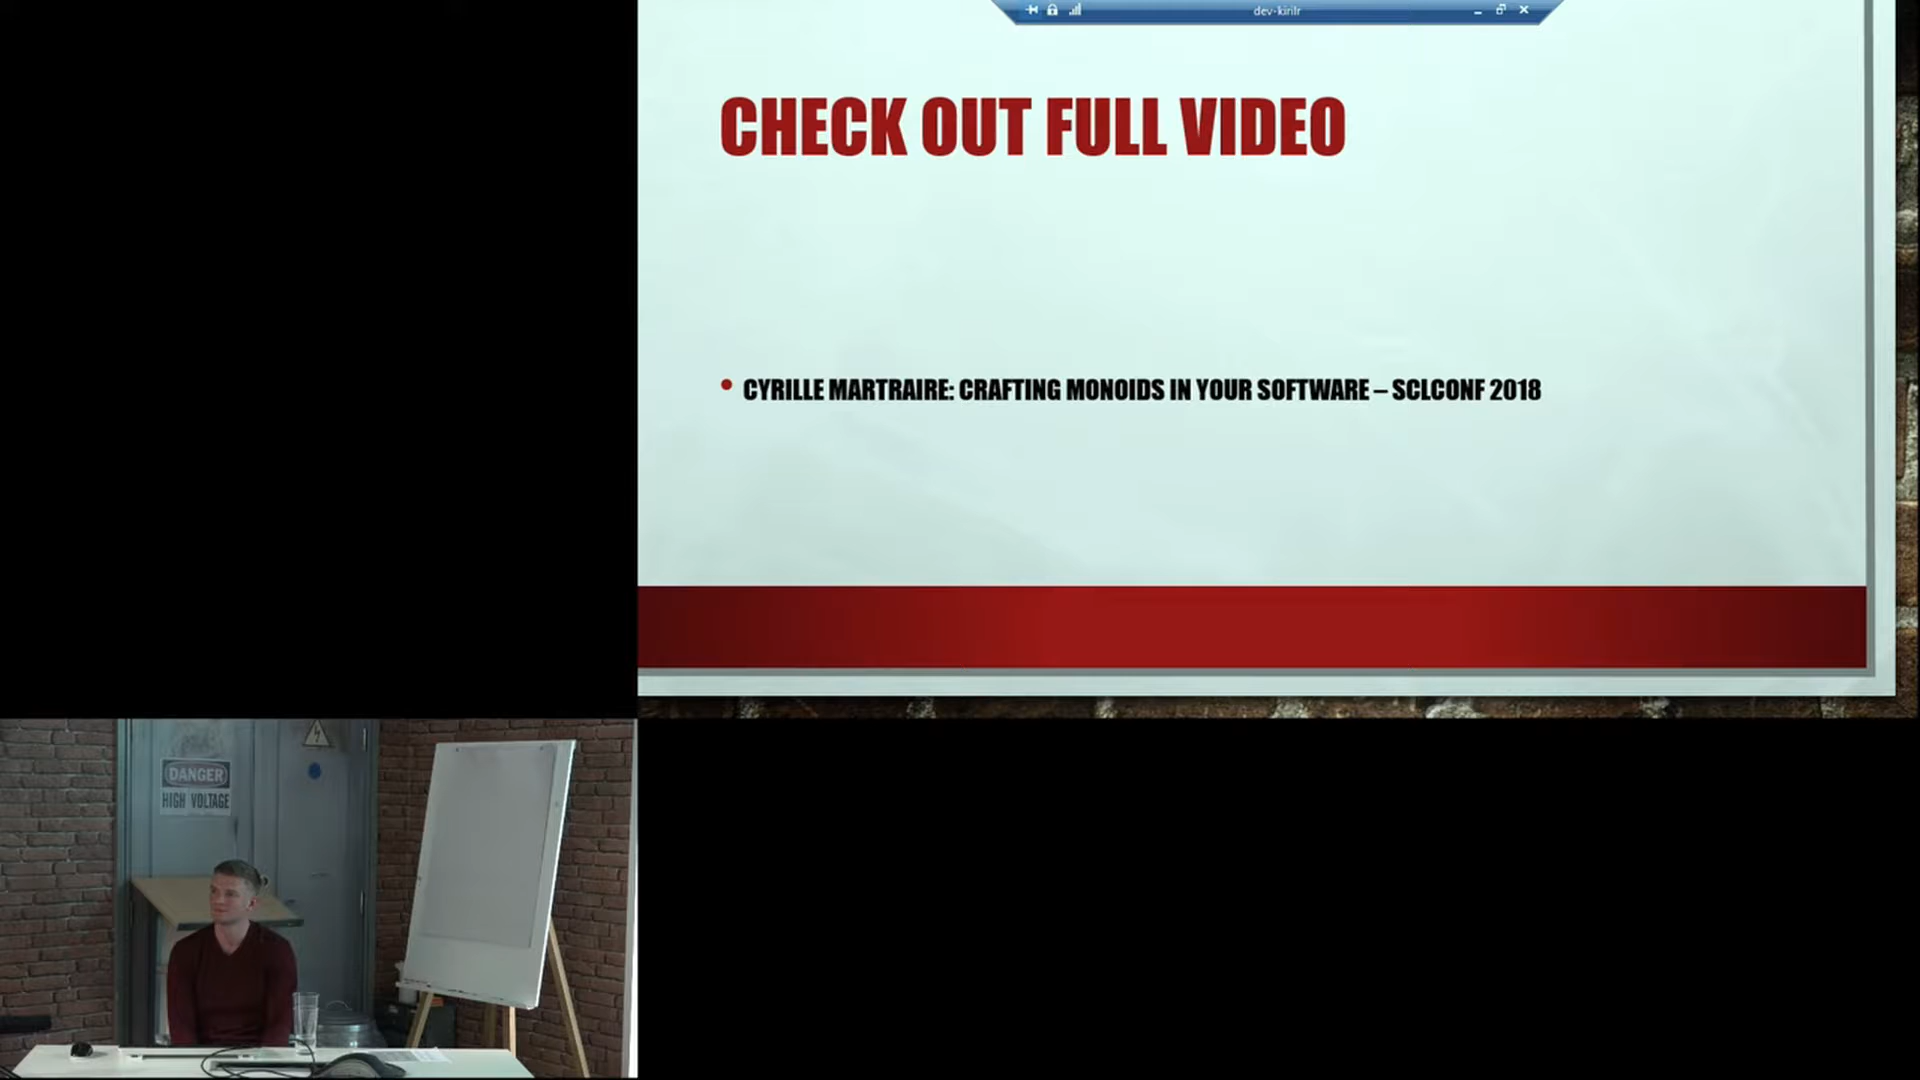 dev-kirilr
CHECK OUT FULL VIDEO
• CYRILLE MARTRAIRE: CRAFTING MONOIDS IN YOUR SOFTWARE – SCLCONF 2018
DANGER
HIGH VOLTAGE